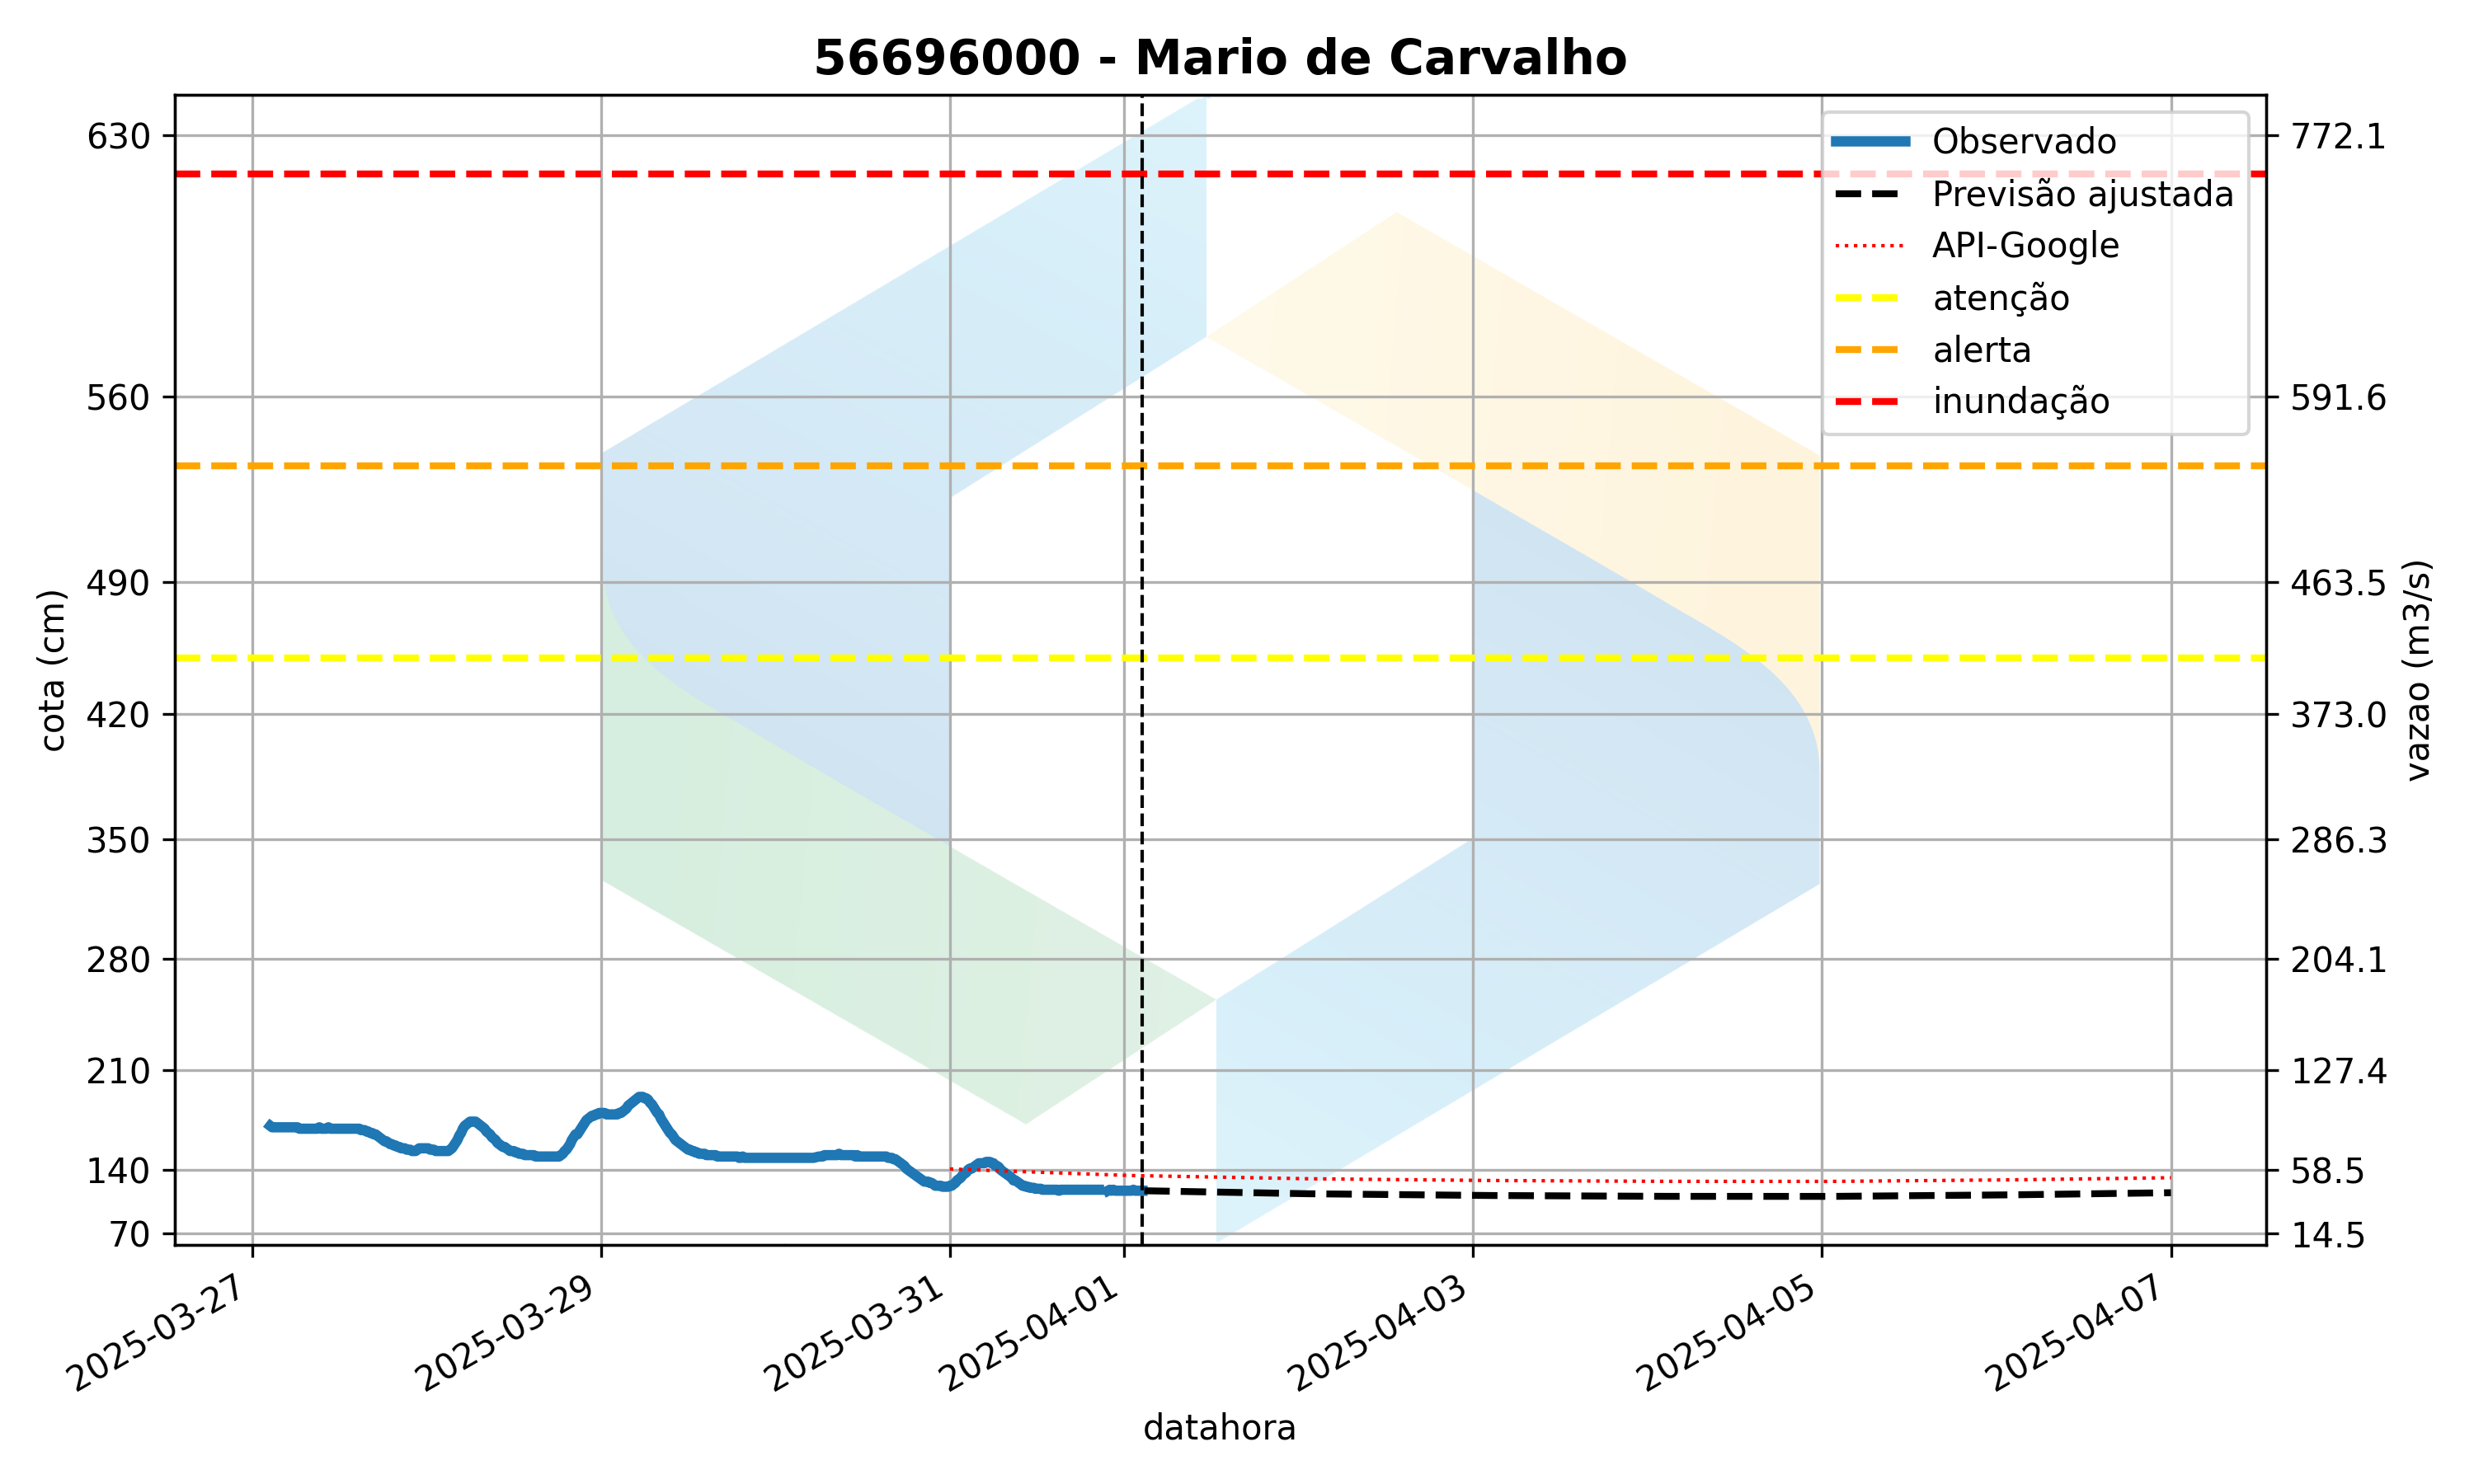 56696000 - Mario de Carvalho
630
560
490
420
350
280
210
140
70
cota (cm)
772.1
591.6
463.5
373.0
286.3
204.1
127.4
58.5
14.5
vazao (m3/s)
Observado
Previsão ajustada
API-Google
atenção
alerta
inundação
2025-03-27
2025-03-29
2025-03-31
2025-04-01
2025-04-03
2025-04-05
2025-04-07
datahora